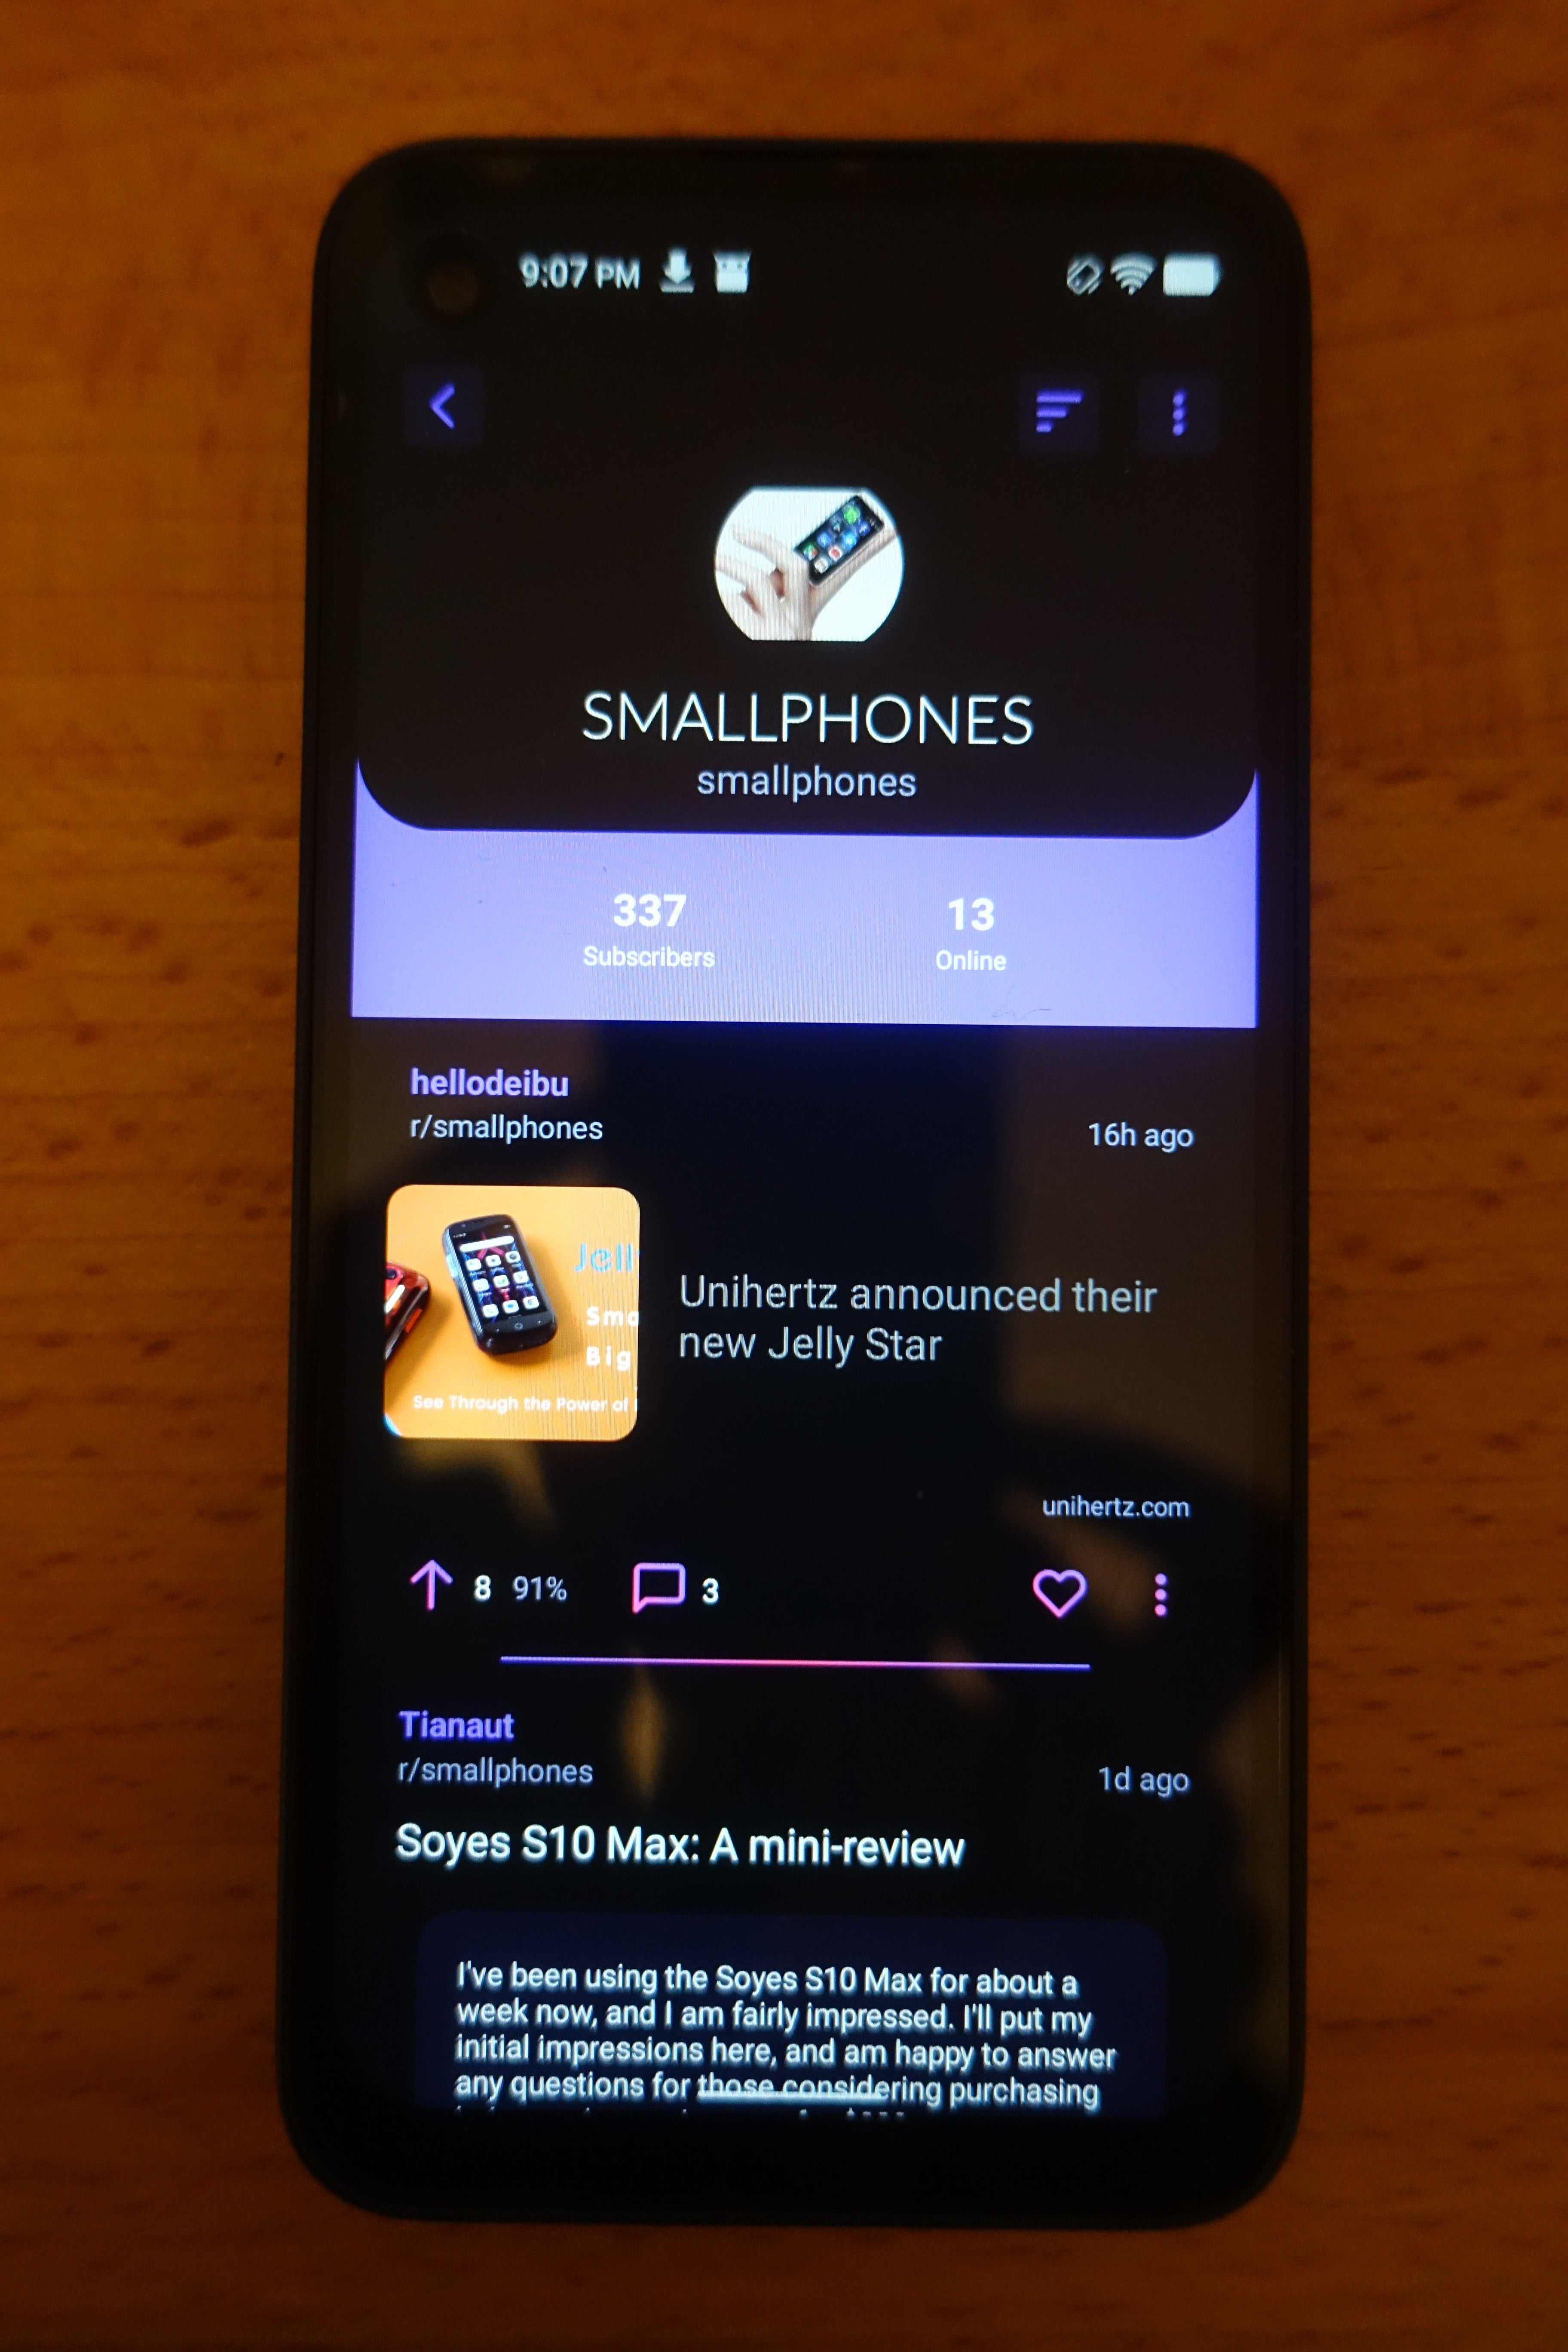 9:07 PM
SMALLPHONES
smallphones
337
Subscribers
13
Online
hellodeibu
r/smallphones
16h ago
Jell
Sma
Big
See Through the Power of
Unihertz announced their
new Jelly Star
unihertz.com
8 91% 3
Tianaut
r/smallphones
1d ago
Soyes S10 Max: A mini-review
I've been using the Soyes S10 Max for about a
week now, and I am fairly impressed. I'll put my
initial impressions here, and am happy to answer
any questions for those considering purchasing